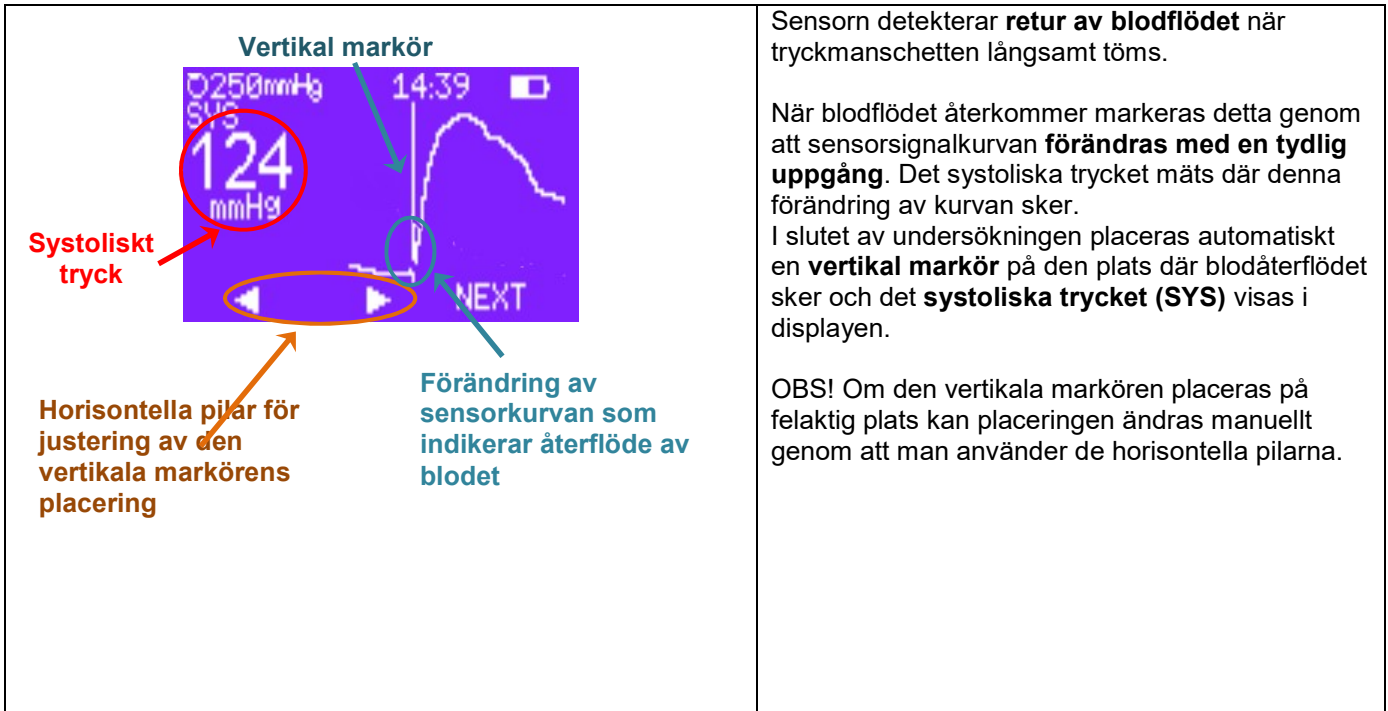 Vertikal markör
250mmHg 14:39
SYS
124
mmHg
Systoliskt
tryck
NEXT
Horisontella pilar för
justering av den
vertikala markörens
placering
Förändring av
sensorkurvan som
indikerar återflöde av
blodet
Sensorn detekterar retur av blodflödet när
tryckmanschetten långsamt töms.
När blodflödet återkommer markeras detta genom
att sensorsignalkurvan förändras med en tydlig
uppgång. Det systoliska trycket mäts där denna
förändring av kurvan sker.
I slutet av undersökningen placeras automatiskt
en vertikal markör på den plats där blodåterflödet
sker och det systoliska trycket (SYS) visas i
displayen.
OBS! Om den vertikala markören placeras på
felaktig plats kan placeringen ändras manuellt
genom att man använder de horisontella pilarna.